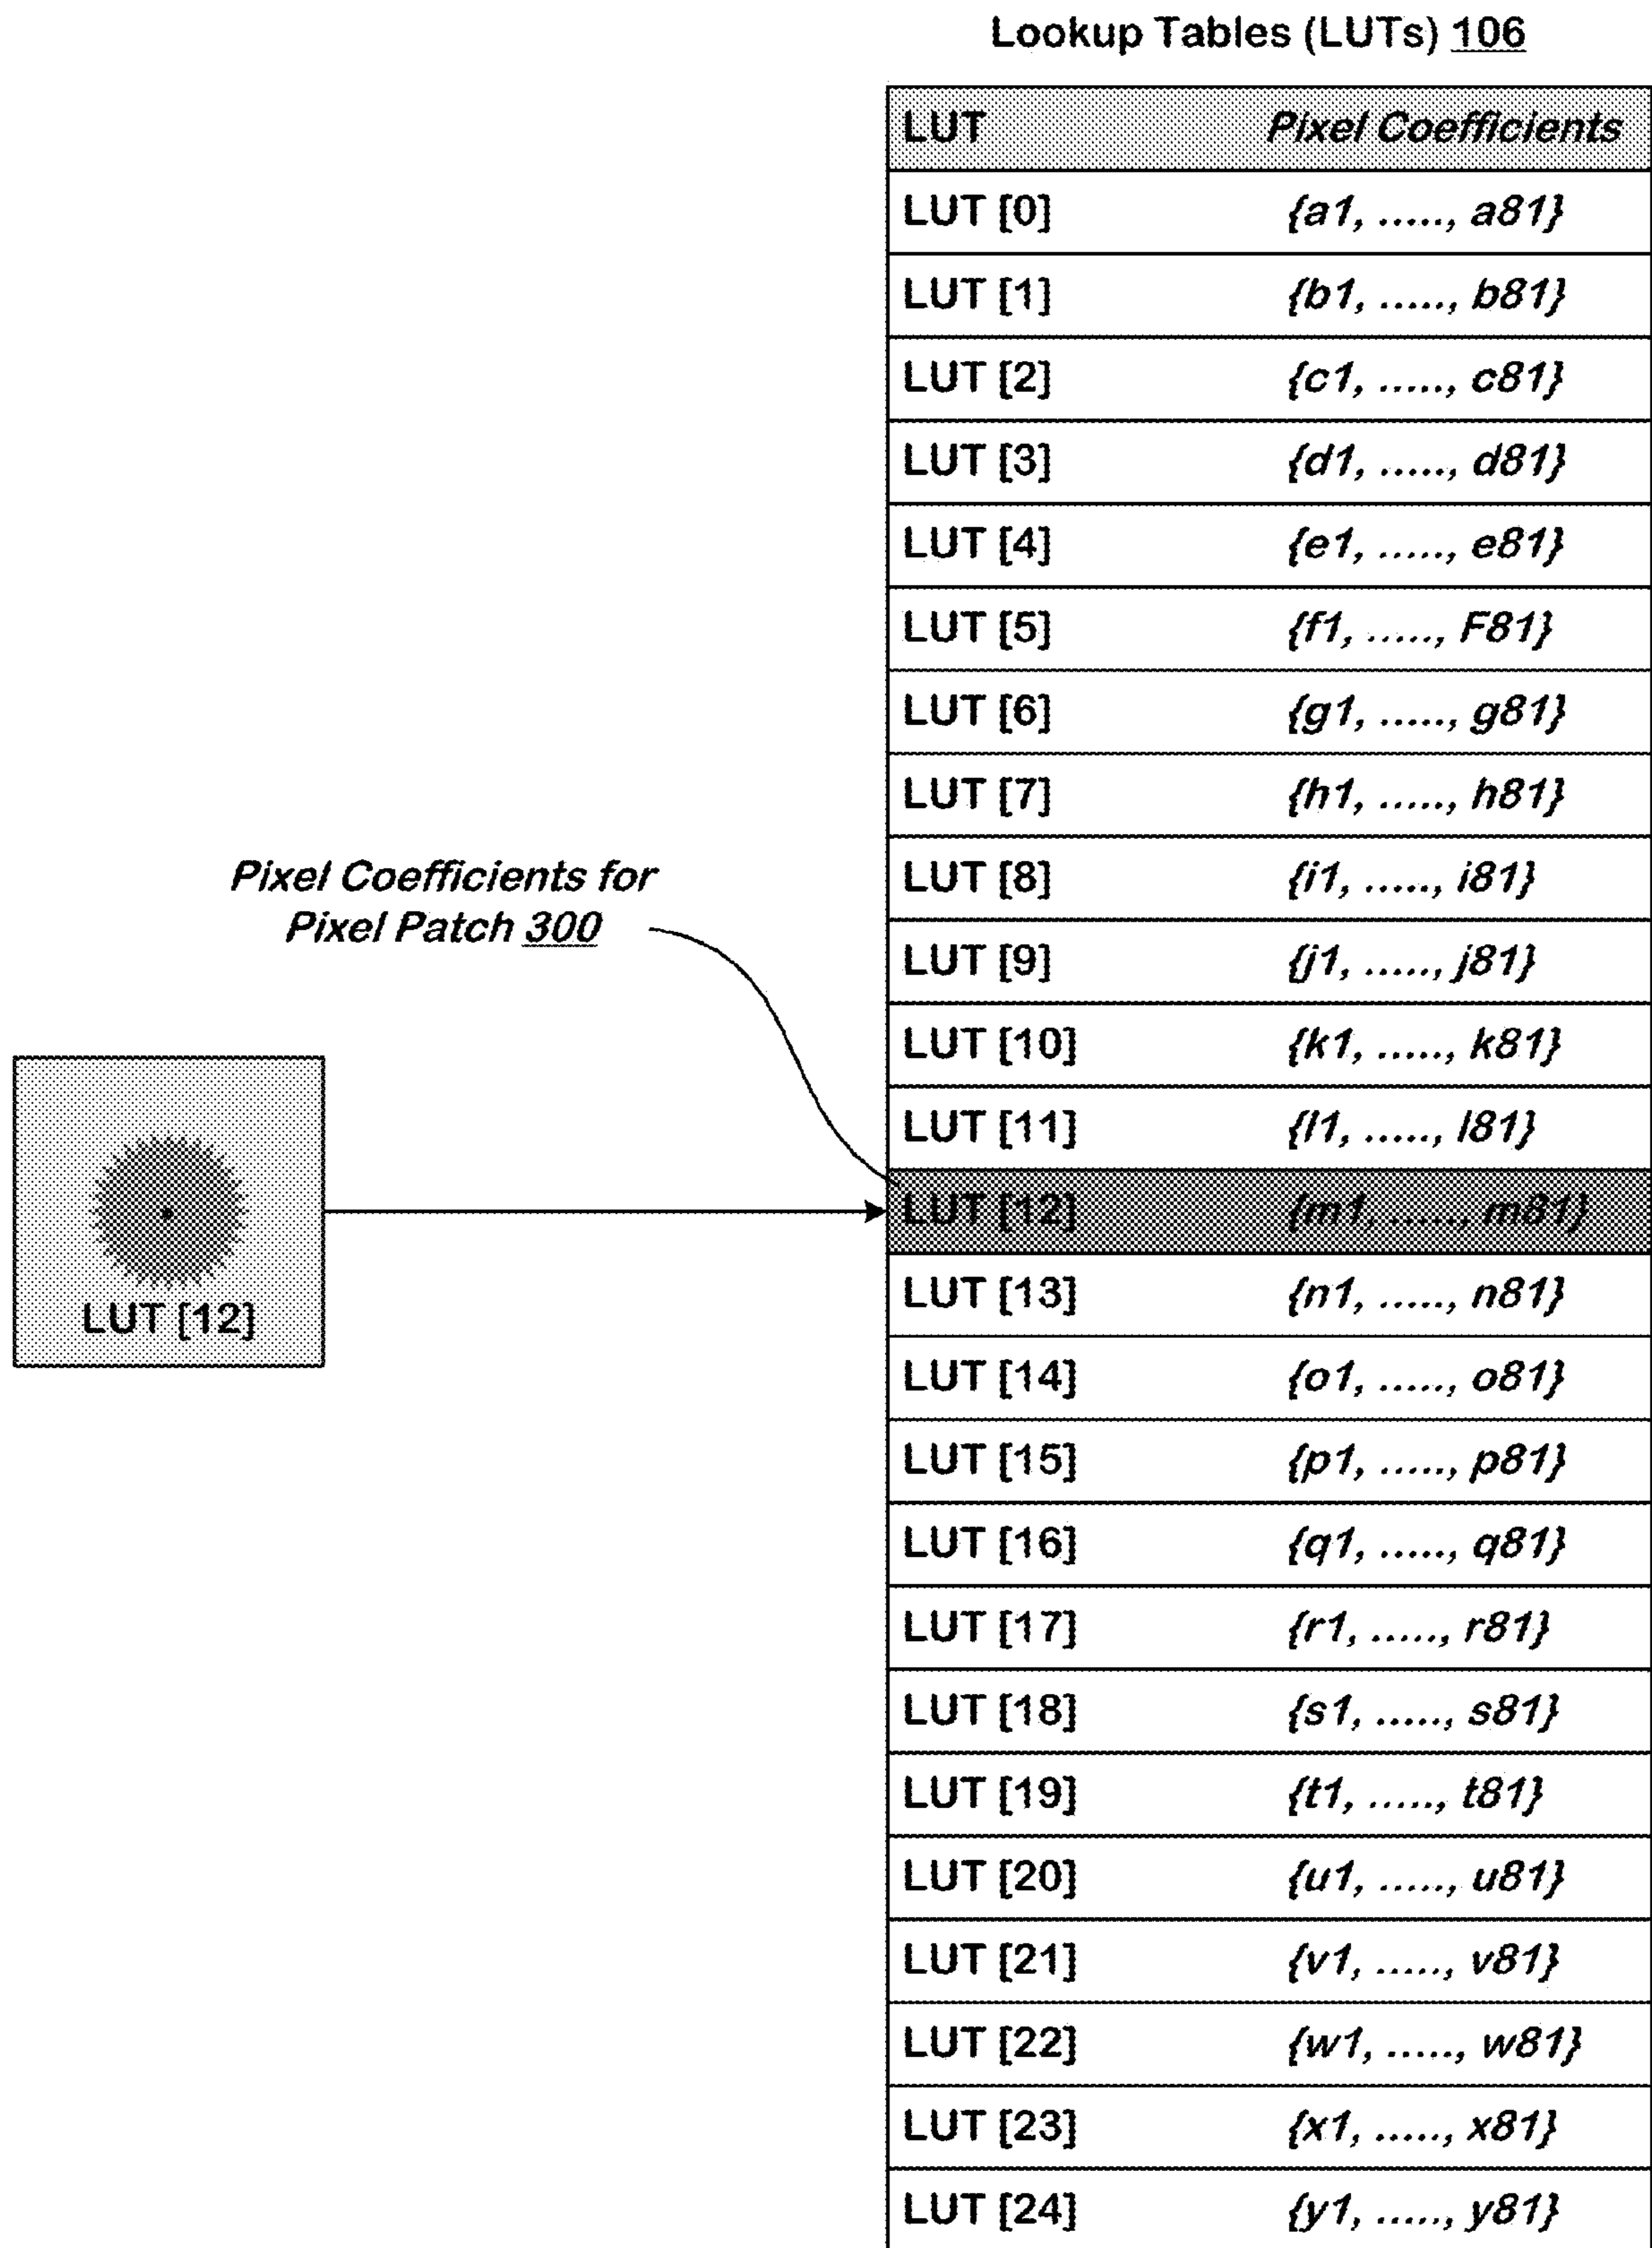 Lookup Tables (LUTs) 106
LUT Pixel Coefficients
LUT [0] {a1, ....., a81}
LUT [1] {b1, ....., b81}
LUT [2] {c1, ....., c81}
LUT [3] {d1, ....., d81}
LUT [4] {e1, ....., e81}
LUT [5] {f1, ....., F81}
LUT [6] {g1, ....., g81}
LUT [7] {h1, ....., h81}
LUT [8] {i1, ....., i81}
LUT [9] {j1, ....., j81}
LUT [10] {k1, ....., k81}
LUT [11] {l1, ....., l81}
LUT [12] {m1, ....., m81}
LUT [13] {n1, ....., n81}
LUT [14] {o1, ....., o81}
LUT [15] {p1, ....., p81}
LUT [16] {q1, ....., q81}
LUT [17] {r1, ....., r81}
LUT [18] {s1, ....., s81}
LUT [19] {t1, ....., t81}
LUT [20] {u1, ....., u81}
LUT [21] {v1, ....., v81}
LUT [22] {w1, ....., w81}
LUT [23] {x1, ....., x81}
LUT [24] {y1, ....., y81}
Pixel Coefficients for
Pixel Patch 300
LUT [12]